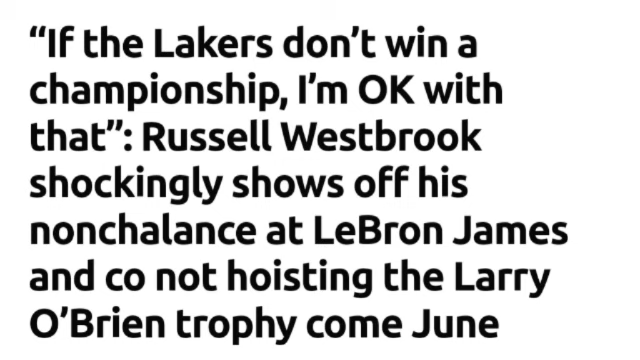 “If the Lakers don’t win a
championship, I’m OK with
that”: Russell Westbrook
shockingly shows off his
nonchalance at LeBron James
and co not hoisting the Larry
O’Brien trophy come June